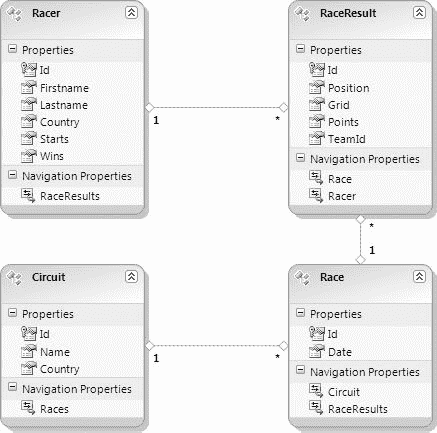 Racer
Properties
Id
Firstname
Lastname
Country
Starts
Wins
Navigation Properties
RaceResults
1
*
RaceResult
Properties
Id
Position
Grid
Points
TeamId
Navigation Properties
Race
Racer
*
1
Circuit
Properties
Id
Name
Country
Navigation Properties
Races
1
*
Race
Properties
Id
Date
Navigation Properties
Circuit
RaceResults